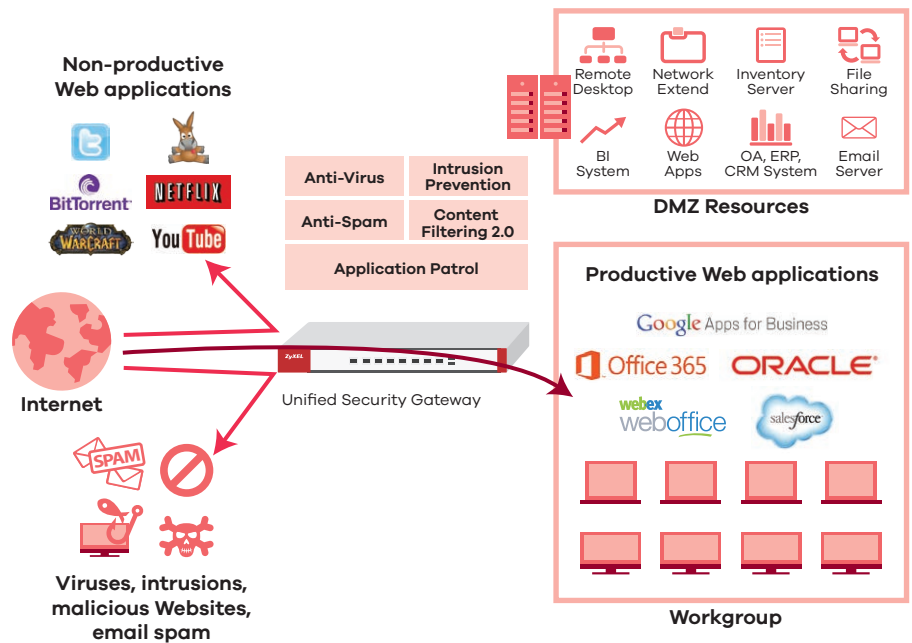 Non-productive
Web applications
BitTorrent
NETFLIX
WORLD
WARCRAFT
You Tube
Internet
SPAM
Viruses, intrusions,
malicious Websites,
email spam
Anti-Virus
Intrusion
Prevention
Anti-Spam
Content
Filtering 2.0
Application Patrol
ZyXEL
Unified Security Gateway
Remote
Desktop
Network
Extend
Inventory
Server
File
Sharing
BI
System
Web
Apps
OA, ERP,
CRM System
Email
Server
DMZ Resources
Productive Web applications
Google Apps for Business
Office 365
ORACLE®
webex
weboffice
salesforce
Workgroup